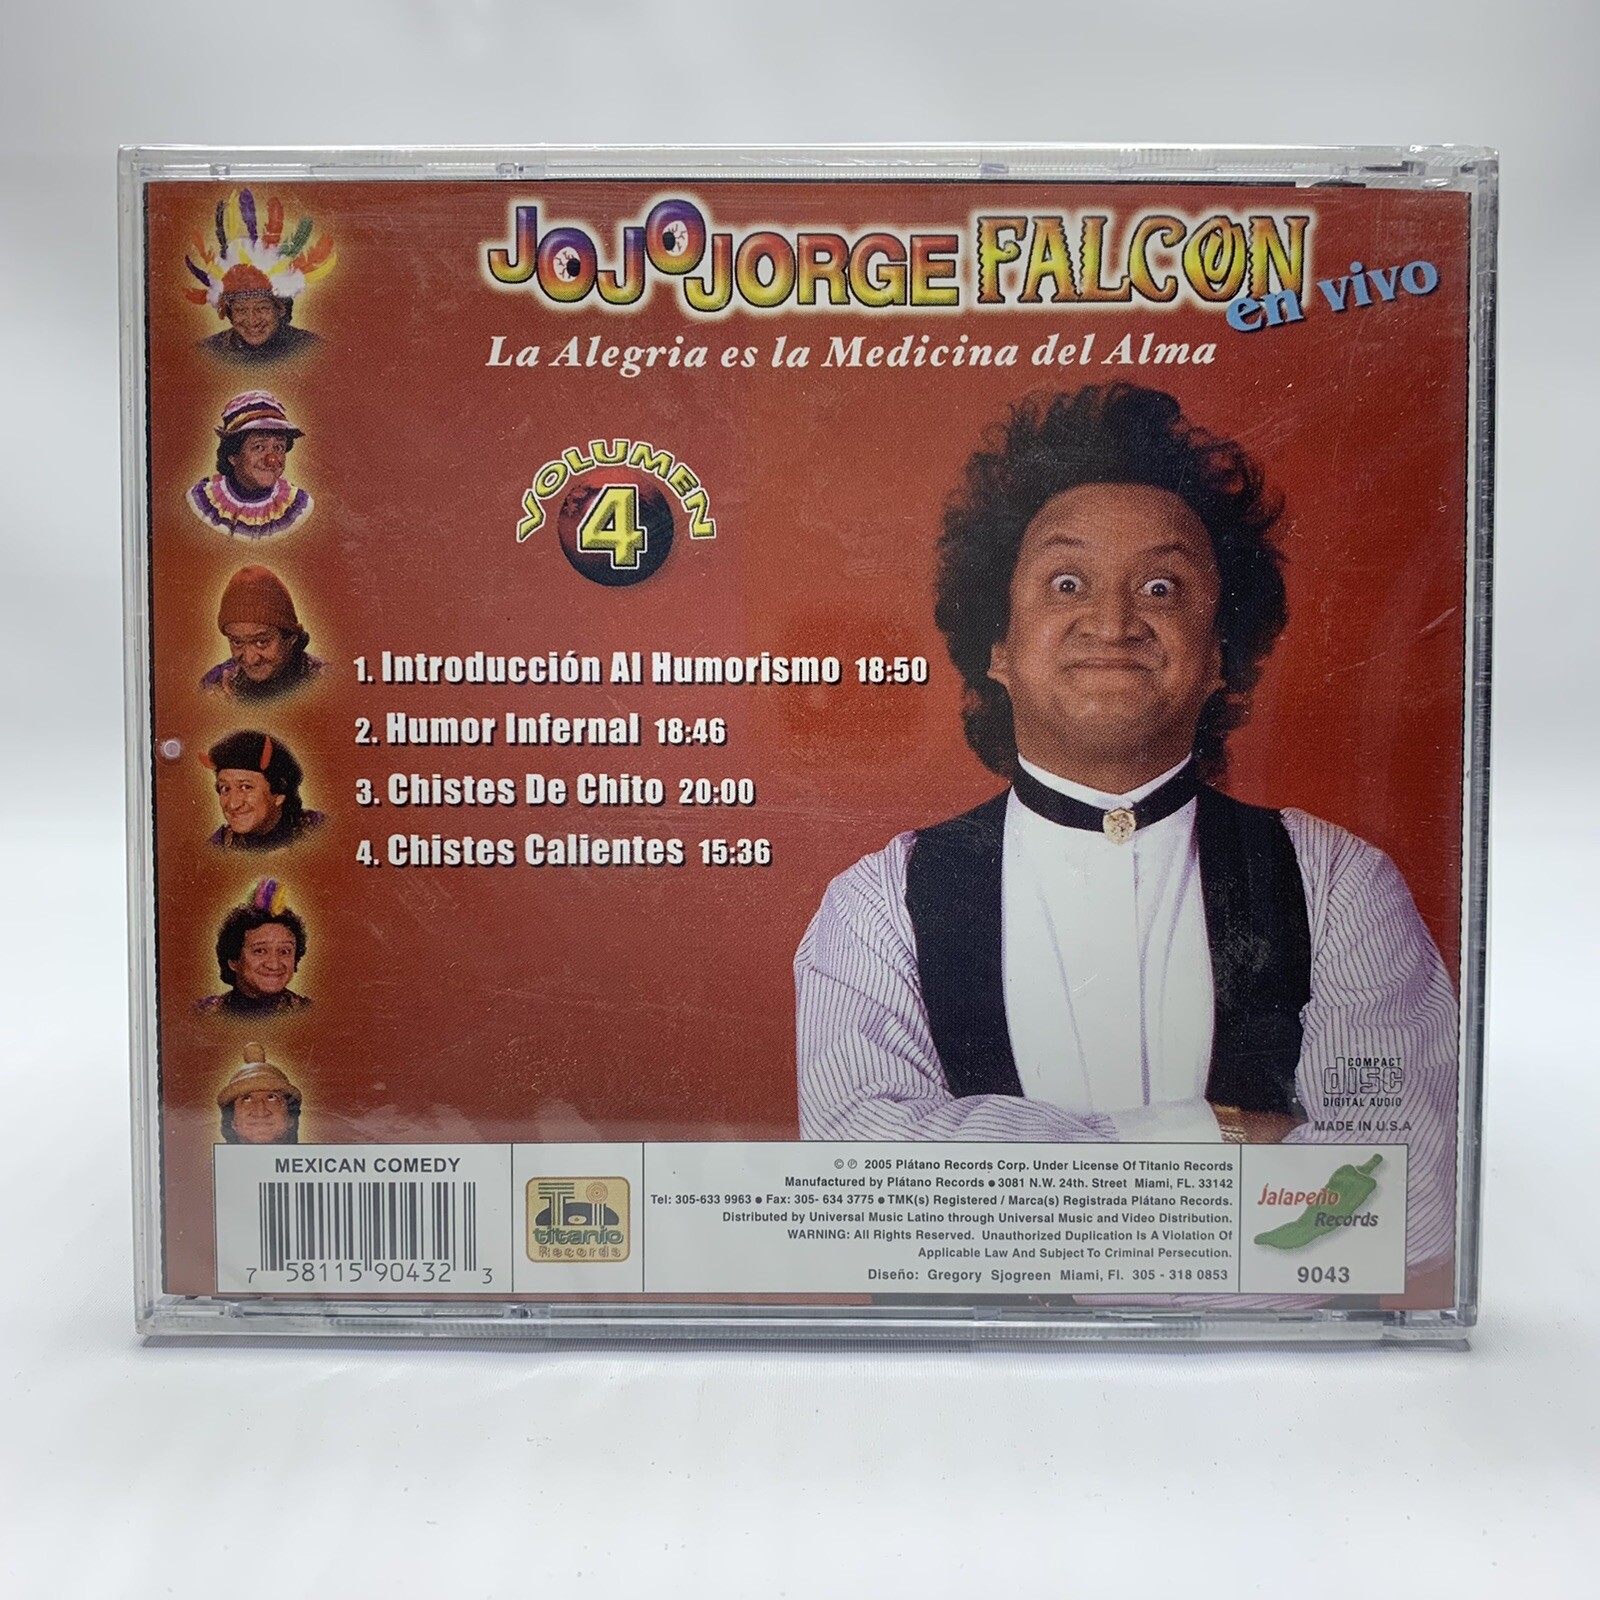 JOJOJORGE FALCON
en vivo
La Alegria es la Medicina del Alma
VOLUMEN
4
1. Introducción Al Humorismo 18:50
2. Humor Infernal 18:46
3. Chistes De Chito 20:00
4. Chistes Calientes 15:36
COMPACT
disc
DIGITAL AUDIO
MADE IN U.S.A
MEXICAN COMEDY
7 58115 90432 3
titanio
Records
© ℗ 2005 Plátano Records Corp. Under License Of Titanio Records
Manufactured by Plátano Records ● 3081 N.W. 24th. Street Miami, FL. 33142
Tel: 305-633 9963 ● Fax: 305- 634 3775 ● TMK(s) Registered / Marca(s) Registrada Plátano Records.
Distributed by Universal Music Latino through Universal Music and Video Distribution.
WARNING: All Rights Reserved. Unauthorized Duplication Is A Violation Of
Applicable Law And Subject To Criminal Persecution.
Diseño: Gregory Sjogreen Miami, Fl. 305 - 318 0853
Jalapeño
Records
9043